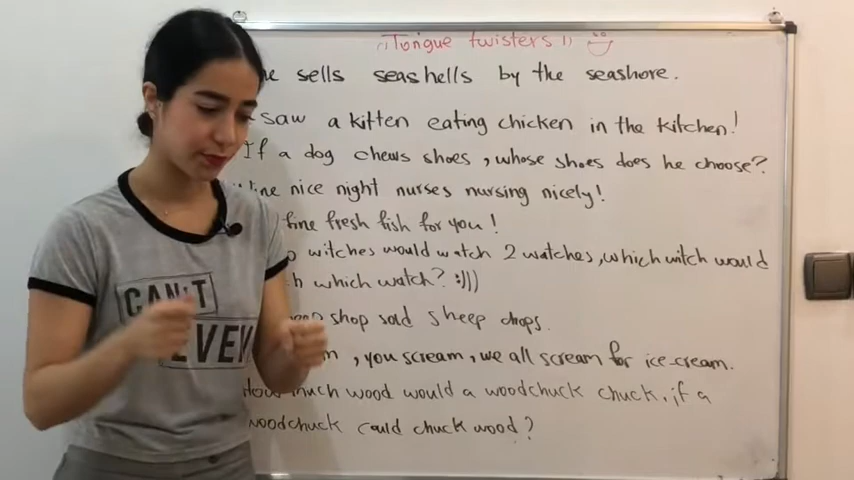 !!Tongue twisters!!
sells seashells by the seashore.
saw a kitten eating chicken in the kitchen!
If a dog chews shoes, whose shoes does he choose?
nine nice night nurses nursing nicely!
fine fresh fish for you!
witches would watch 2 watches, which witch would
which watch? :)))
shop sold sheep chops.
, you scream, we all scream for ice-cream.
How much wood would a woodchuck chuck, if a
woodchuck could chuck wood?
CAN'T